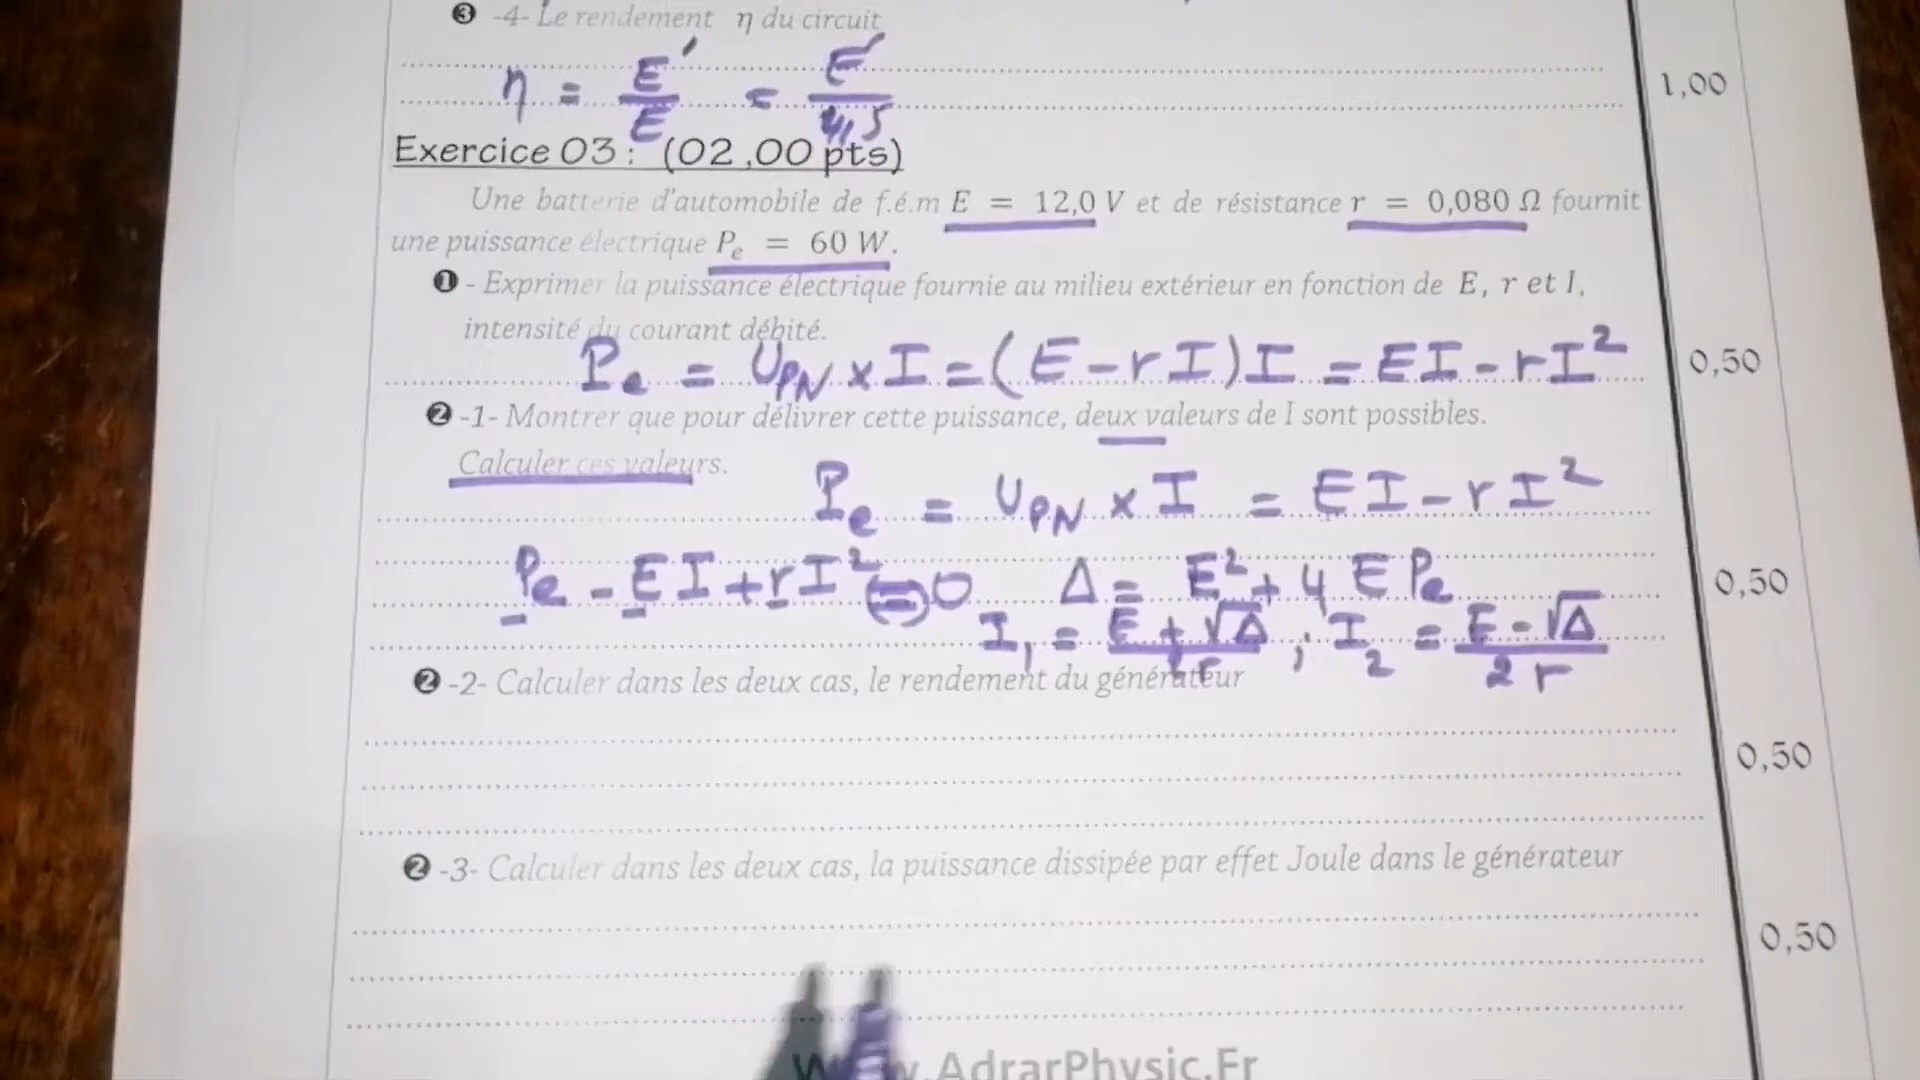 ❸ -4- Le rendement η du circuit
η = E'/E = E'/4,5
1,00
Exercice 03 : (02 ,00 pts)
Une batterie d'automobile de f.é.m E = 12,0 V et de résistance r = 0,080 Ω fournit
une puissance électrique Pe = 60 W.
❶ - Exprimer la puissance électrique fournie au milieu extérieur en fonction de E, r et I,
intensité du courant débité.
Pe = UPN × I = (E - rI)I = EI - rI²
0,50
❷ -1- Montrer que pour délivrer cette puissance, deux valeurs de I sont possibles.
Calculer ces valeurs.
Pe = UPN × I = EI - rI²
Pe - EI + rI² = 0 Δ = E² + 4 E Pe
0,50
I1 = E + √Δ / 2r ; I2 = E - √Δ / 2r
❷ -2- Calculer dans les deux cas, le rendement du générateur
0,50
❷ -3- Calculer dans les deux cas, la puissance dissipée par effet Joule dans le générateur
0,50
Www.AdrarPhysic.Fr